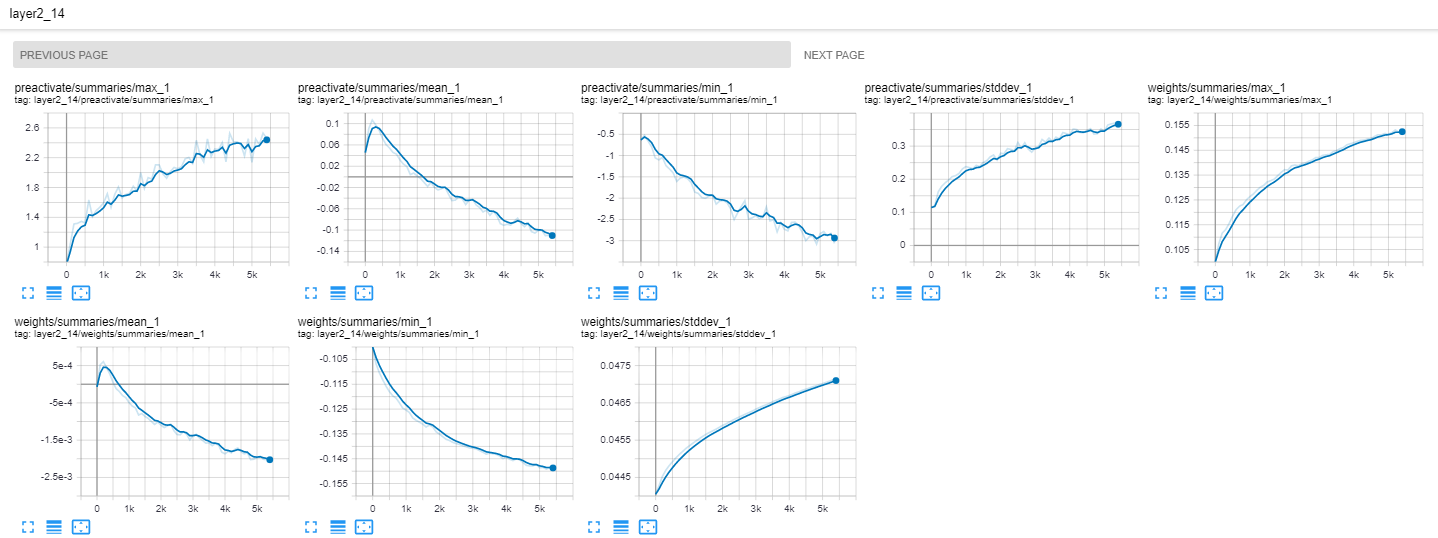 layer2_14
PREVIOUS PAGE NEXT PAGE
preactivate/summaries/max_1
tag: layer2_14/preactivate/summaries/max_1
2.6
2.2
1.8
1.4
1
0 1k 2k 3k 4k 5k
preactivate/summaries/mean_1
tag: layer2_14/preactivate/summaries/mean_1
0.1
0.06
0.02
-0.02
-0.06
-0.1
-0.14
0 1k 2k 3k 4k 5k
preactivate/summaries/min_1
tag: layer2_14/preactivate/summaries/min_1
-0.5
-1
-1.5
-2
-2.5
-3
0 1k 2k 3k 4k 5k
preactivate/summaries/stddev_1
tag: layer2_14/preactivate/summaries/stddev_1
0.3
0.2
0.1
0
0 1k 2k 3k 4k 5k
weights/summaries/max_1
tag: layer2_14/weights/summaries/max_1
0.155
0.145
0.135
0.125
0.115
0.105
0 1k 2k 3k 4k 5k
weights/summaries/mean_1
tag: layer2_14/weights/summaries/mean_1
5e-4
-5e-4
-1.5e-3
-2.5e-3
0 1k 2k 3k 4k 5k
weights/summaries/min_1
tag: layer2_14/weights/summaries/min_1
-0.105
-0.115
-0.125
-0.135
-0.145
-0.155
0 1k 2k 3k 4k 5k
weights/summaries/stddev_1
tag: layer2_14/weights/summaries/stddev_1
0.0475
0.0465
0.0455
0.0445
0 1k 2k 3k 4k 5k